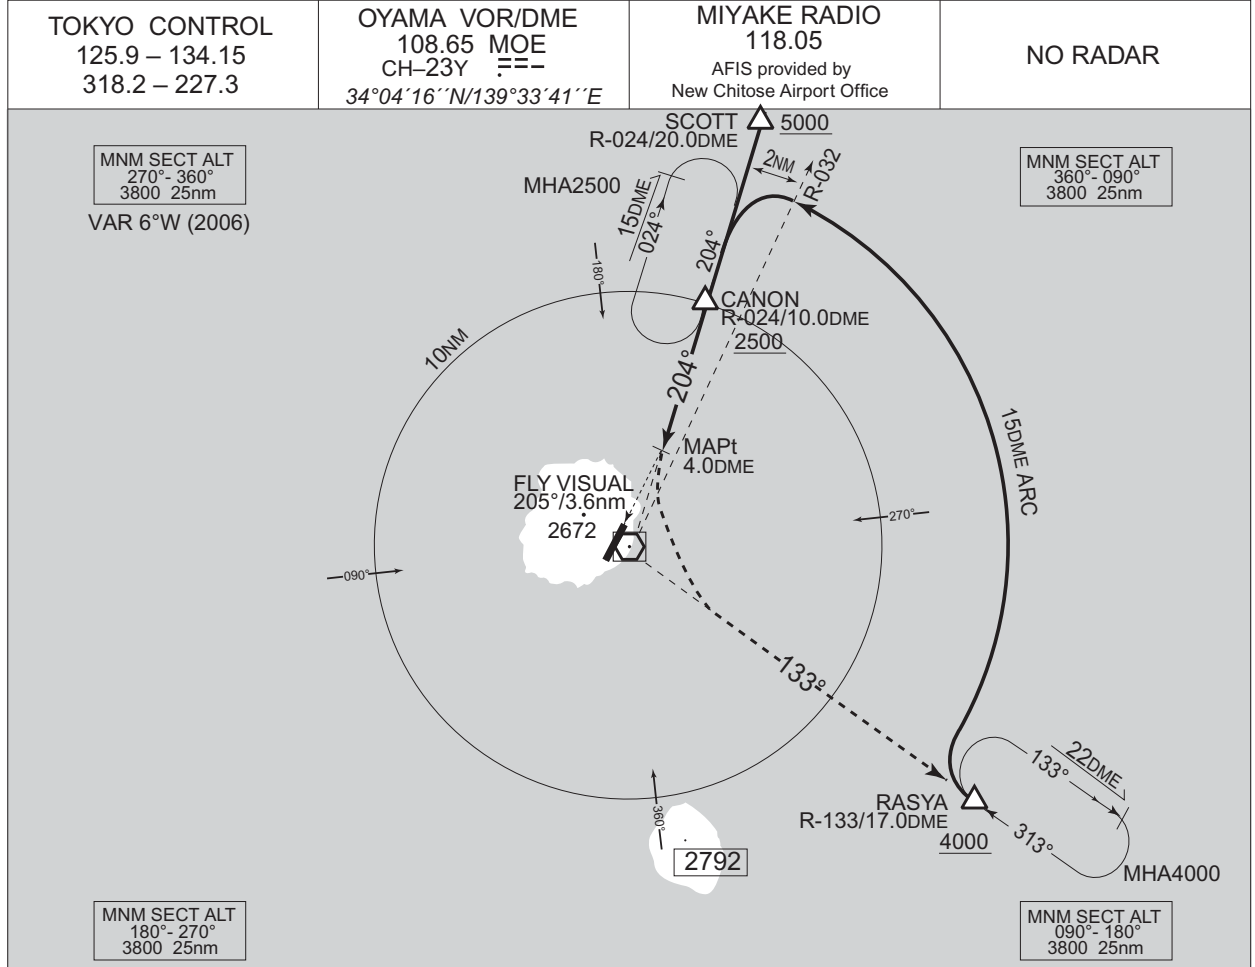 TOKYO CONTROL
125.9 – 134.15
318.2 – 227.3
OYAMA VOR/DME
108.65 MOE
CH–23Y
34°04´16´´N/139°33´41´´E
MIYAKE RADIO
118.05
AFIS provided by
New Chitose Airport Office
NO RADAR
MNM SECT ALT
270°- 360°
3800 25nm
VAR 6°W (2006)
SCOTT
R-024/20.0DME
5000
MNM SECT ALT
360°- 090°
3800 25nm
2NM
R-032
MHA2500
15DME
024°
204°
180°
CANON
R-024/10.0DME
2500
10NM
204°
15DME ARC
MAPt
4.0DME
FLY VISUAL
205°/3.6nm
2672
270°
090°
133°
RASYA
R-133/17.0DME
4000
22DME
133°
313°
MHA4000
360°
2792
MNM SECT ALT
180°- 270°
3800 25nm
MNM SECT ALT
090°- 180°
3800 25nm